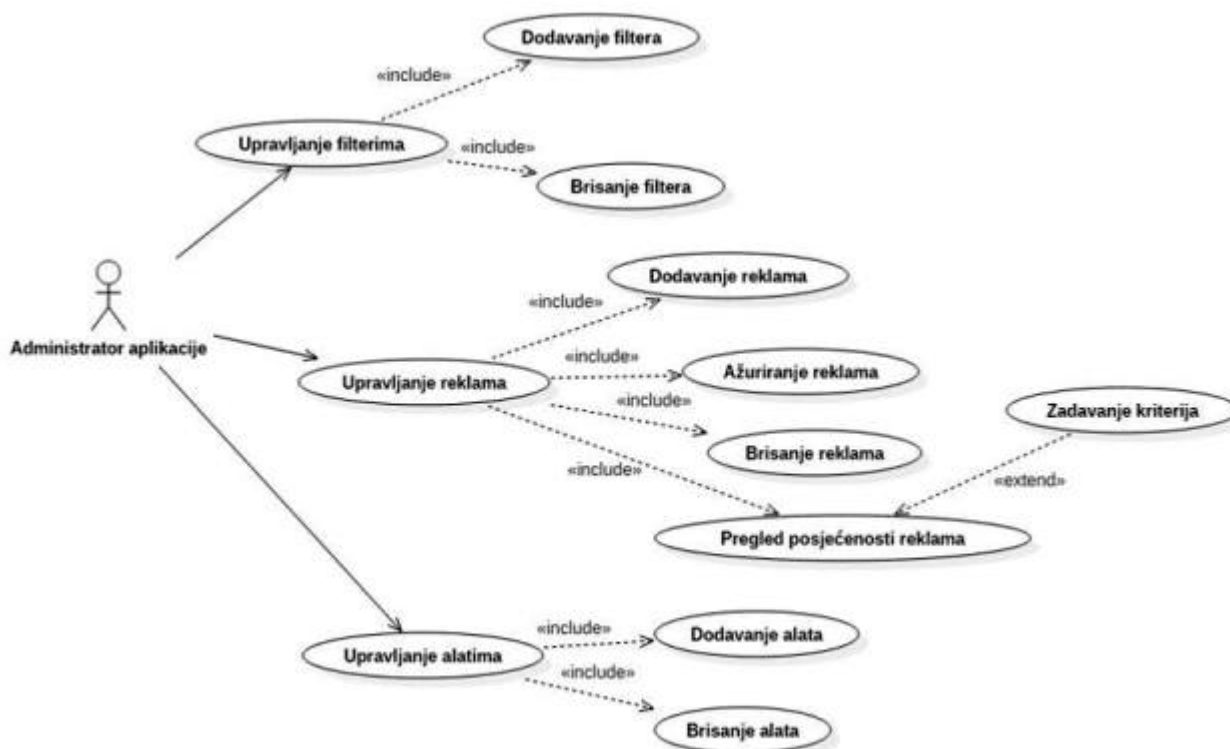 Dodavanje filtera
«include»
Upravljanje filterima
«include»
Brisanje filtera
Dodavanje reklama
«include»
Administrator aplikacije
«include»
Ažuriranje reklama
Upravljanje reklama
«include»
Zadavanje kriterija
Brisanje reklama
«include»
«extend»
Pregled posjećenosti reklama
«include»
Dodavanje alata
Upravljanje alatima
«include»
Brisanje alata